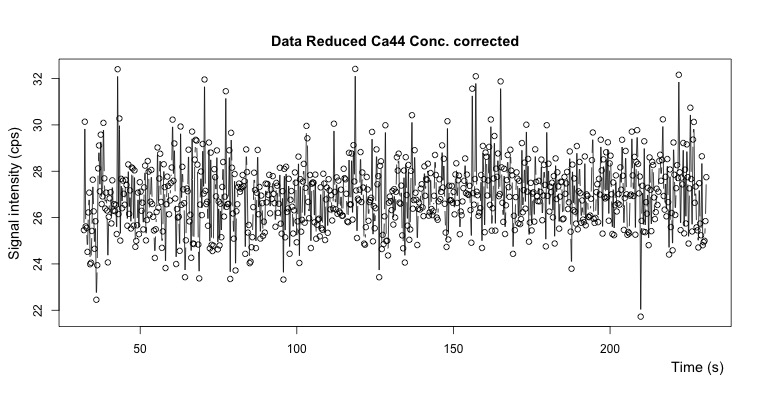 Data Reduced Ca44 Conc. corrected
Signal intensity (cps)
32
30
28
26
24
22
50 100 150 200
Time (s)